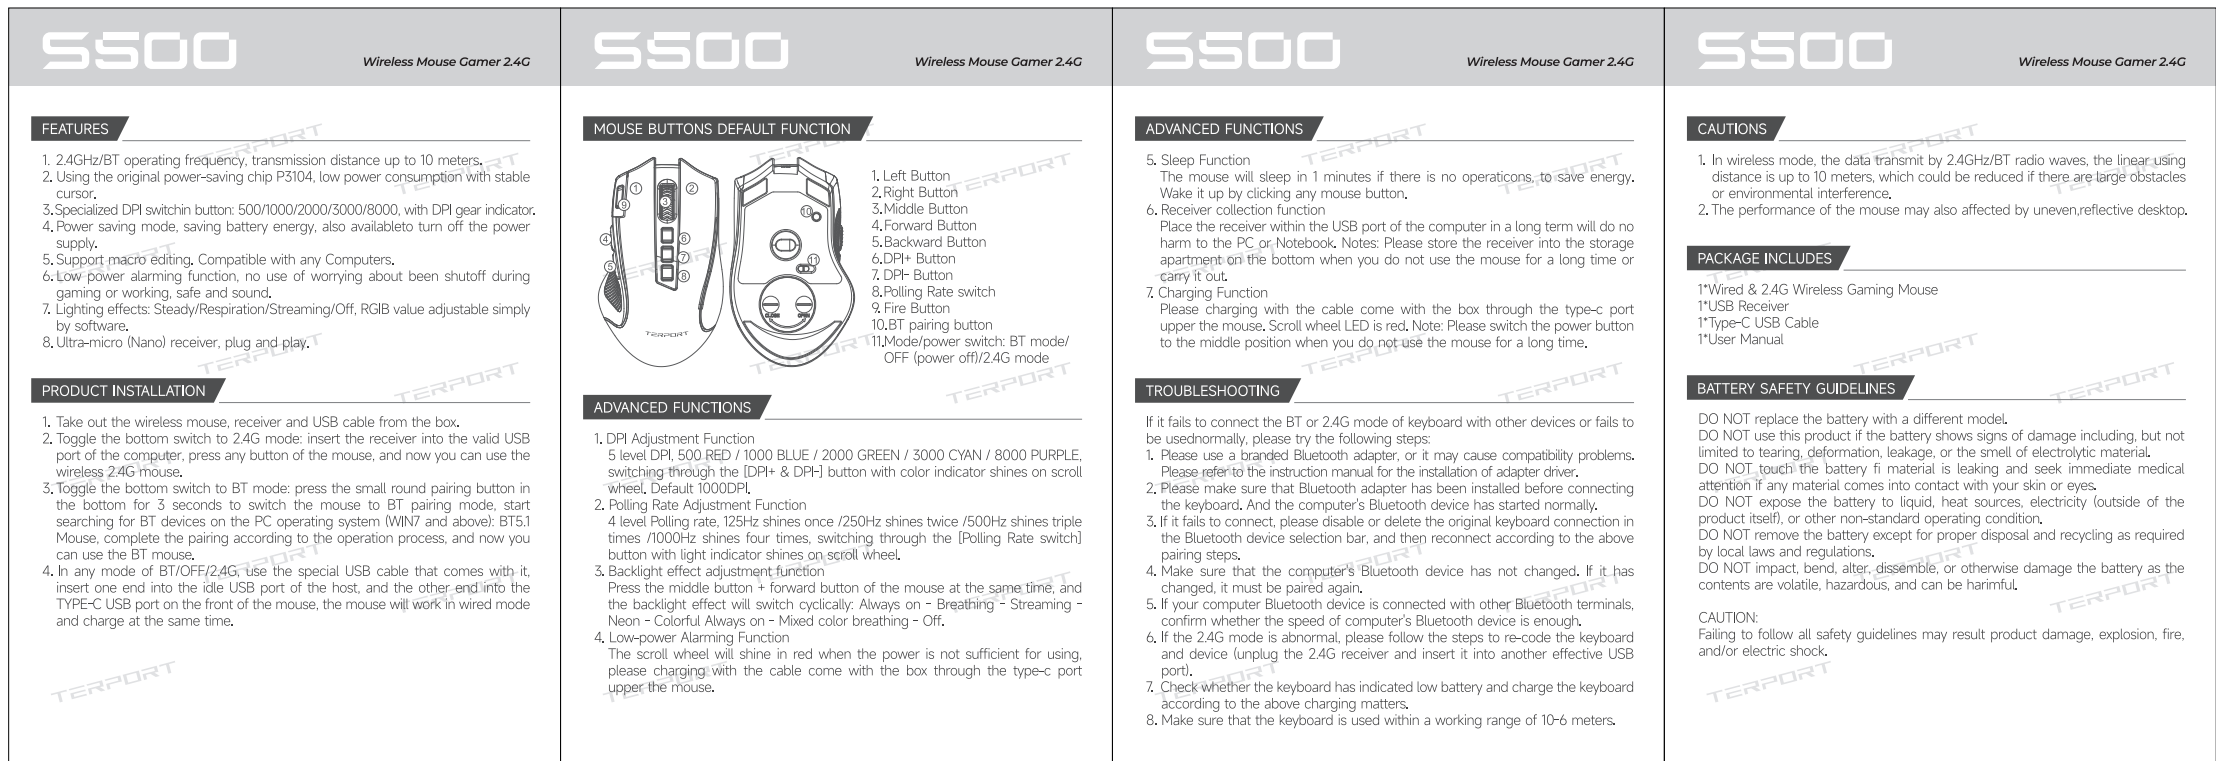 S500
Wireless Mouse Gamer 2.4G
FEATURES
1. 2.4GHz/BT operating frequency, transmission distance up to 10 meters.
2. Using the original power-saving chip P3104, low power consumption with stable
cursor.
3. Specialized DPI switchin button: 500/1000/2000/3000/8000, with DPI gear indicator.
4. Power saving mode, saving battery energy, also availableto turn off the power
supply.
5. Support macro editing. Compatible with any Computers.
6. Low power alarming function, no use of worrying about been shutoff during
gaming or working, safe and sound.
7. Lighting effects: Steady/Respiration/Streaming/Off, RGIB value adjustable simply
by software.
8. Ultra-micro (Nano) receiver, plug and play.
PRODUCT INSTALLATION
1. Take out the wireless mouse, receiver and USB cable from the box.
2. Toggle the bottom switch to 2.4G mode: insert the receiver into the valid USB
port of the computer, press any button of the mouse, and now you can use the
wireless 2.4G mouse.
3. Toggle the bottom switch to BT mode: press the small round pairing button in
the bottom for 3 seconds to switch the mouse to BT pairing mode, start
searching for BT devices on the PC operating system (WIN7 and above): BT5.1
Mouse, complete the pairing according to the operation process, and now you
can use the BT mouse.
4. In any mode of BT/OFF/2.4G, use the special USB cable that comes with it,
insert one end into the idle USB port of the host, and the other end into the
TYPE-C USB port on the front of the mouse, the mouse will work in wired mode
and charge at the same time.
S500
Wireless Mouse Gamer 2.4G
MOUSE BUTTONS DEFAULT FUNCTION
1 2 3 9 4 6 7 5 8
10 11
CLOSE OPEN
TERPORT
1. Left Button
2.Right Button
3.Middle Button
4.Forward Button
5.Backward Button
6.DPI+ Button
7. DPI- Button
8.Polling Rate switch
9. Fire Button
10.BT pairing button
11.Mode/power switch: BT mode/
OFF (power off)/2.4G mode
ADVANCED FUNCTIONS
1. DPI Adjustment Function
5 level DPI, 500 RED / 1000 BLUE / 2000 GREEN / 3000 CYAN / 8000 PURPLE,
switching through the [DPI+ & DPI-] button with color indicator shines on scroll
wheel. Default 1000DPI.
2. Polling Rate Adjustment Function
4 level Polling rate, 125Hz shines once /250Hz shines twice /500Hz shines triple
times /1000Hz shines four times, switching through the [Polling Rate switch]
button with light indicator shines on scroll wheel.
3. Backlight effect adjustment function
Press the middle button + forward button of the mouse at the same time, and
the backlight effect will switch cyclically: Always on - Breathing - Streaming -
Neon - Colorful Always on - Mixed color breathing - Off.
4. Low-power Alarming Function
The scroll wheel will shine in red when the power is not sufficient for using,
please charging with the cable come with the box through the type-c port
upper the mouse.
S500
Wireless Mouse Gamer 2.4G
ADVANCED FUNCTIONS
5. Sleep Function
The mouse will sleep in 1 minutes if there is no operaticons, to save energy.
Wake it up by clicking any mouse button.
6. Receiver collection function
Place the receiver within the USB port of the computer in a long term will do no
harm to the PC or Notebook. Notes: Please store the receiver into the storage
apartment on the bottom when you do not use the mouse for a long time or
carry it out.
7. Charging Function
Please charging with the cable come with the box through the type-c port
upper the mouse. Scroll wheel LED is red. Note: Please switch the power button
to the middle position when you do not use the mouse for a long time.
TROUBLESHOOTING
If it fails to connect the BT or 2.4G mode of keyboard with other devices or fails to
be usednormally, please try the following steps:
1. Please use a branded Bluetooth adapter, or it may cause compatibility problems.
Please refer to the instruction manual for the installation of adapter driver.
2. Please make sure that Bluetooth adapter has been installed before connecting
the keyboard. And the computer's Bluetooth device has started normally.
3. If it fails to connect, please disable or delete the original keyboard connection in
the Bluetooth device selection bar, and then reconnect according to the above
pairing steps.
4. Make sure that the computer's Bluetooth device has not changed. If it has
changed, it must be paired again.
5. If your computer Bluetooth device is connected with other Bluetooth terminals,
confirm whether the speed of computer's Bluetooth device is enough.
6. If the 2.4G mode is abnormal, please follow the steps to re-code the keyboard
and device (unplug the 2.4G receiver and insert it into another effective USB
port).
7. Check whether the keyboard has indicated low battery and charge the keyboard
according to the above charging matters.
8. Make sure that the keyboard is used within a working range of 10-6 meters.
S500
Wireless Mouse Gamer 2.4G
CAUTIONS
1. In wireless mode, the data transmit by 2.4GHz/BT radio waves, the linear using
distance is up to 10 meters, which could be reduced if there are large obstacles
or environmental interference.
2. The performance of the mouse may also affected by uneven,reflective desktop.
PACKAGE INCLUDES
1*Wired & 2.4G Wireless Gaming Mouse
1*USB Receiver
1*Type-C USB Cable
1*User Manual
BATTERY SAFETY GUIDELINES
DO NOT replace the battery with a different model.
DO NOT use this product if the battery shows signs of damage including, but not
limited to tearing, deformation, leakage, or the smell of electrolytic material.
DO NOT touch the battery fi material is leaking and seek immediate medical
attention if any material comes into contact with your skin or eyes.
DO NOT expose the battery to liquid, heat sources, electricity (outside of the
product itself), or other non-standard operating condition.
DO NOT remove the battery except for proper disposal and recycling as required
by local laws and regulations.
DO NOT impact, bend, alter, dissemble, or otherwise damage the battery as the
contents are volatile, hazardous, and can be harmful.
CAUTION:
Failing to follow all safety guidelines may result product damage, explosion, fire,
and/or electric shock.